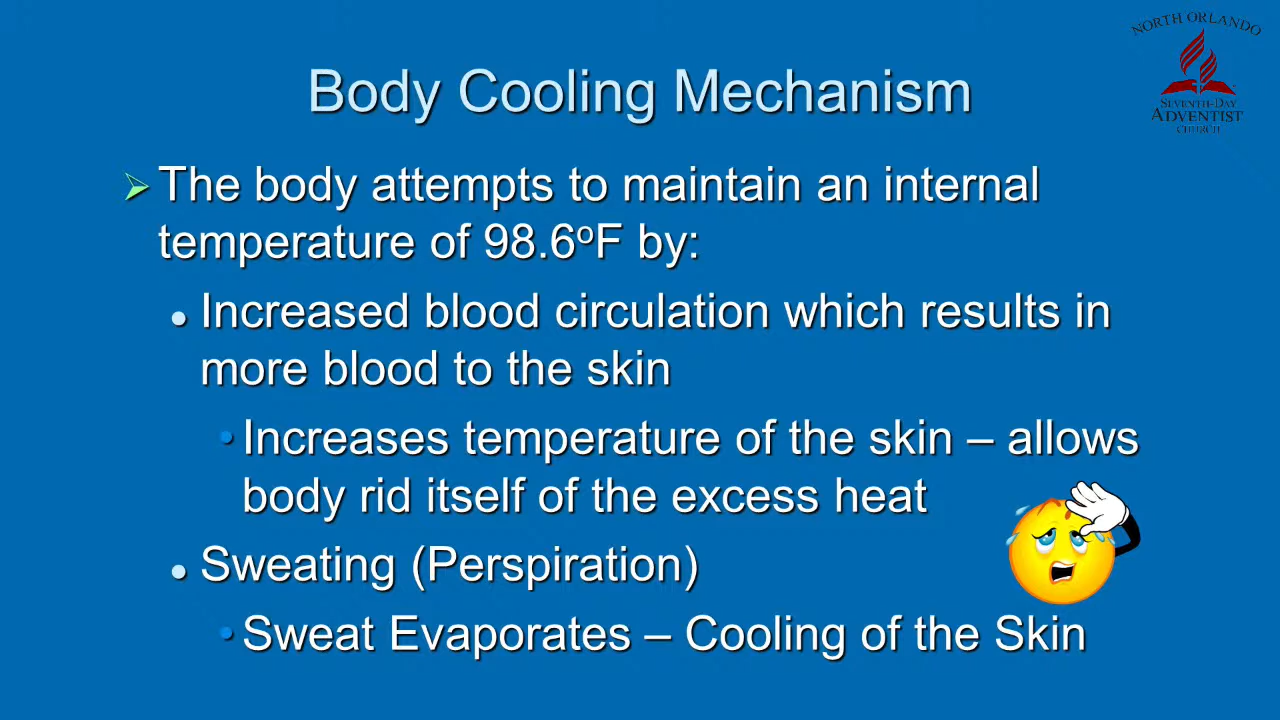 NORTH ORLANDO
SEVENTH-DAY
ADVENTIST
CHURCH
Body Cooling Mechanism
The body attempts to maintain an internal
temperature of 98.6oF by:
Increased blood circulation which results in
more blood to the skin
Increases temperature of the skin – allows
body rid itself of the excess heat
Sweating (Perspiration)
Sweat Evaporates – Cooling of the Skin